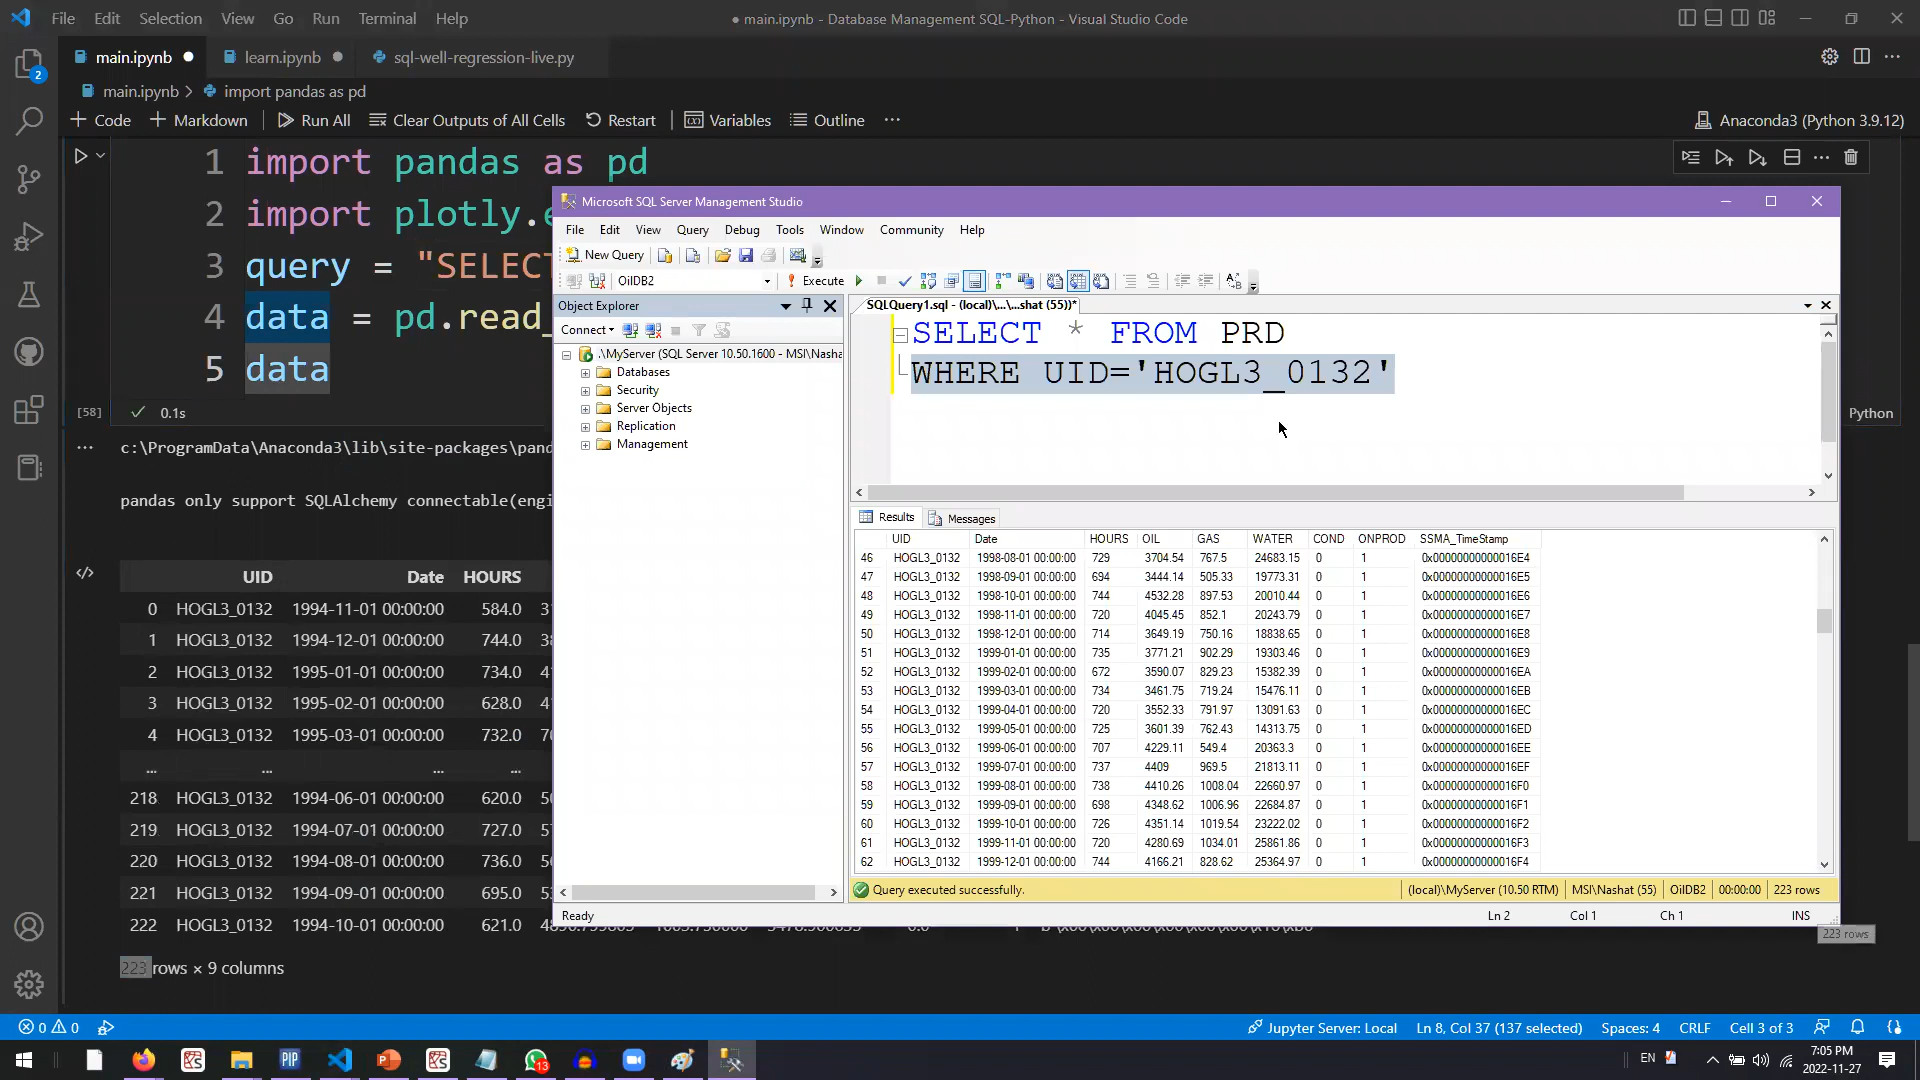 File Edit Selection View Go Run Terminal Help
● main.ipynb - Database Management SQL-Python - Visual Studio Code
main.ipynb learn.ipynb sql-well-regression-live.py
main.ipynb > import pandas as pd
+ Code + Markdown Run All Clear Outputs of All Cells Restart Variables Outline ...
Anaconda3 (Python 3.9.12)
2
1 import pandas as pd
2 import plotly.e
3 query = "SELECT
4 data = pd.read_
5 data
[58] 0.1s
Python
c:\ProgramData\Anaconda3\lib\site-packages\pand
pandas only support SQLAlchemy connectable(engi
UID Date HOURS
0 HOGL3_0132 1994-11-01 00:00:00 584.0
1 HOGL3_0132 1994-12-01 00:00:00 744.0
2 HOGL3_0132 1995-01-01 00:00:00 734.0
3 HOGL3_0132 1995-02-01 00:00:00 628.0
4 HOGL3_0132 1995-03-01 00:00:00 732.0
... ... ... ...
218 HOGL3_0132 1994-06-01 00:00:00 620.0
219 HOGL3_0132 1994-07-01 00:00:00 727.0
220 HOGL3_0132 1994-08-01 00:00:00 736.0
221 HOGL3_0132 1994-09-01 00:00:00 695.0
222 HOGL3_0132 1994-10-01 00:00:00 621.0
223 rows × 9 columns
Microsoft SQL Server Management Studio
File Edit View Query Debug Tools Window Community Help
New Query
OilDB2 Execute
Object Explorer
Connect
.\MyServer (SQL Server 10.50.1600 - MSI\Nasha
Databases
Security
Server Objects
Replication
Management
SQLQuery1.sql - (local)\...\...shat (55))*
SELECT * FROM PRD
WHERE UID='HOGL3_0132'
Results Messages
UID Date HOURS OIL GAS WATER COND ONPROD SSMA_TimeStamp
46 HOGL3_0132 1998-08-01 00:00:00 729 3704.54 767.5 24683.15 0 1 0x00000000000016E4
47 HOGL3_0132 1998-09-01 00:00:00 694 3444.14 505.33 19773.31 0 1 0x00000000000016E5
48 HOGL3_0132 1998-10-01 00:00:00 744 4532.28 897.53 20010.44 0 1 0x00000000000016E6
49 HOGL3_0132 1998-11-01 00:00:00 720 4045.45 852.1 20243.79 0 1 0x00000000000016E7
50 HOGL3_0132 1998-12-01 00:00:00 714 3649.19 750.16 18838.65 0 1 0x00000000000016E8
51 HOGL3_0132 1999-01-01 00:00:00 735 3771.21 902.29 19303.46 0 1 0x00000000000016E9
52 HOGL3_0132 1999-02-01 00:00:00 672 3590.07 829.23 15382.39 0 1 0x00000000000016EA
53 HOGL3_0132 1999-03-01 00:00:00 734 3461.75 719.24 15476.11 0 1 0x00000000000016EB
54 HOGL3_0132 1999-04-01 00:00:00 720 3552.33 791.97 13091.63 0 1 0x00000000000016EC
55 HOGL3_0132 1999-05-01 00:00:00 725 3601.39 762.43 14313.75 0 1 0x00000000000016ED
56 HOGL3_0132 1999-06-01 00:00:00 707 4229.11 549.4 20363.3 0 1 0x00000000000016EE
57 HOGL3_0132 1999-07-01 00:00:00 737 4409 969.5 21813.11 0 1 0x00000000000016EF
58 HOGL3_0132 1999-08-01 00:00:00 738 4410.26 1008.04 22660.97 0 1 0x00000000000016F0
59 HOGL3_0132 1999-09-01 00:00:00 698 4348.62 1006.96 22684.87 0 1 0x00000000000016F1
60 HOGL3_0132 1999-10-01 00:00:00 726 4351.14 1019.54 23222.02 0 1 0x00000000000016F2
61 HOGL3_0132 1999-11-01 00:00:00 720 4280.69 1034.01 25861.86 0 1 0x00000000000016F3
62 HOGL3_0132 1999-12-01 00:00:00 744 4166.21 828.62 25364.97 0 1 0x00000000000016F4
Query executed successfully. (local)\MyServer (10.50 RTM) MSI\Nashat (55) OilDB2 00:00:00 223 rows
Ready Ln 2 Col 1 Ch 1 INS
223 rows
0 0 Jupyter Server: Local Ln 8, Col 37 (137 selected) Spaces: 4 CRLF Cell 3 of 3
PIP 13 EN 7:05 PM
2022-11-27